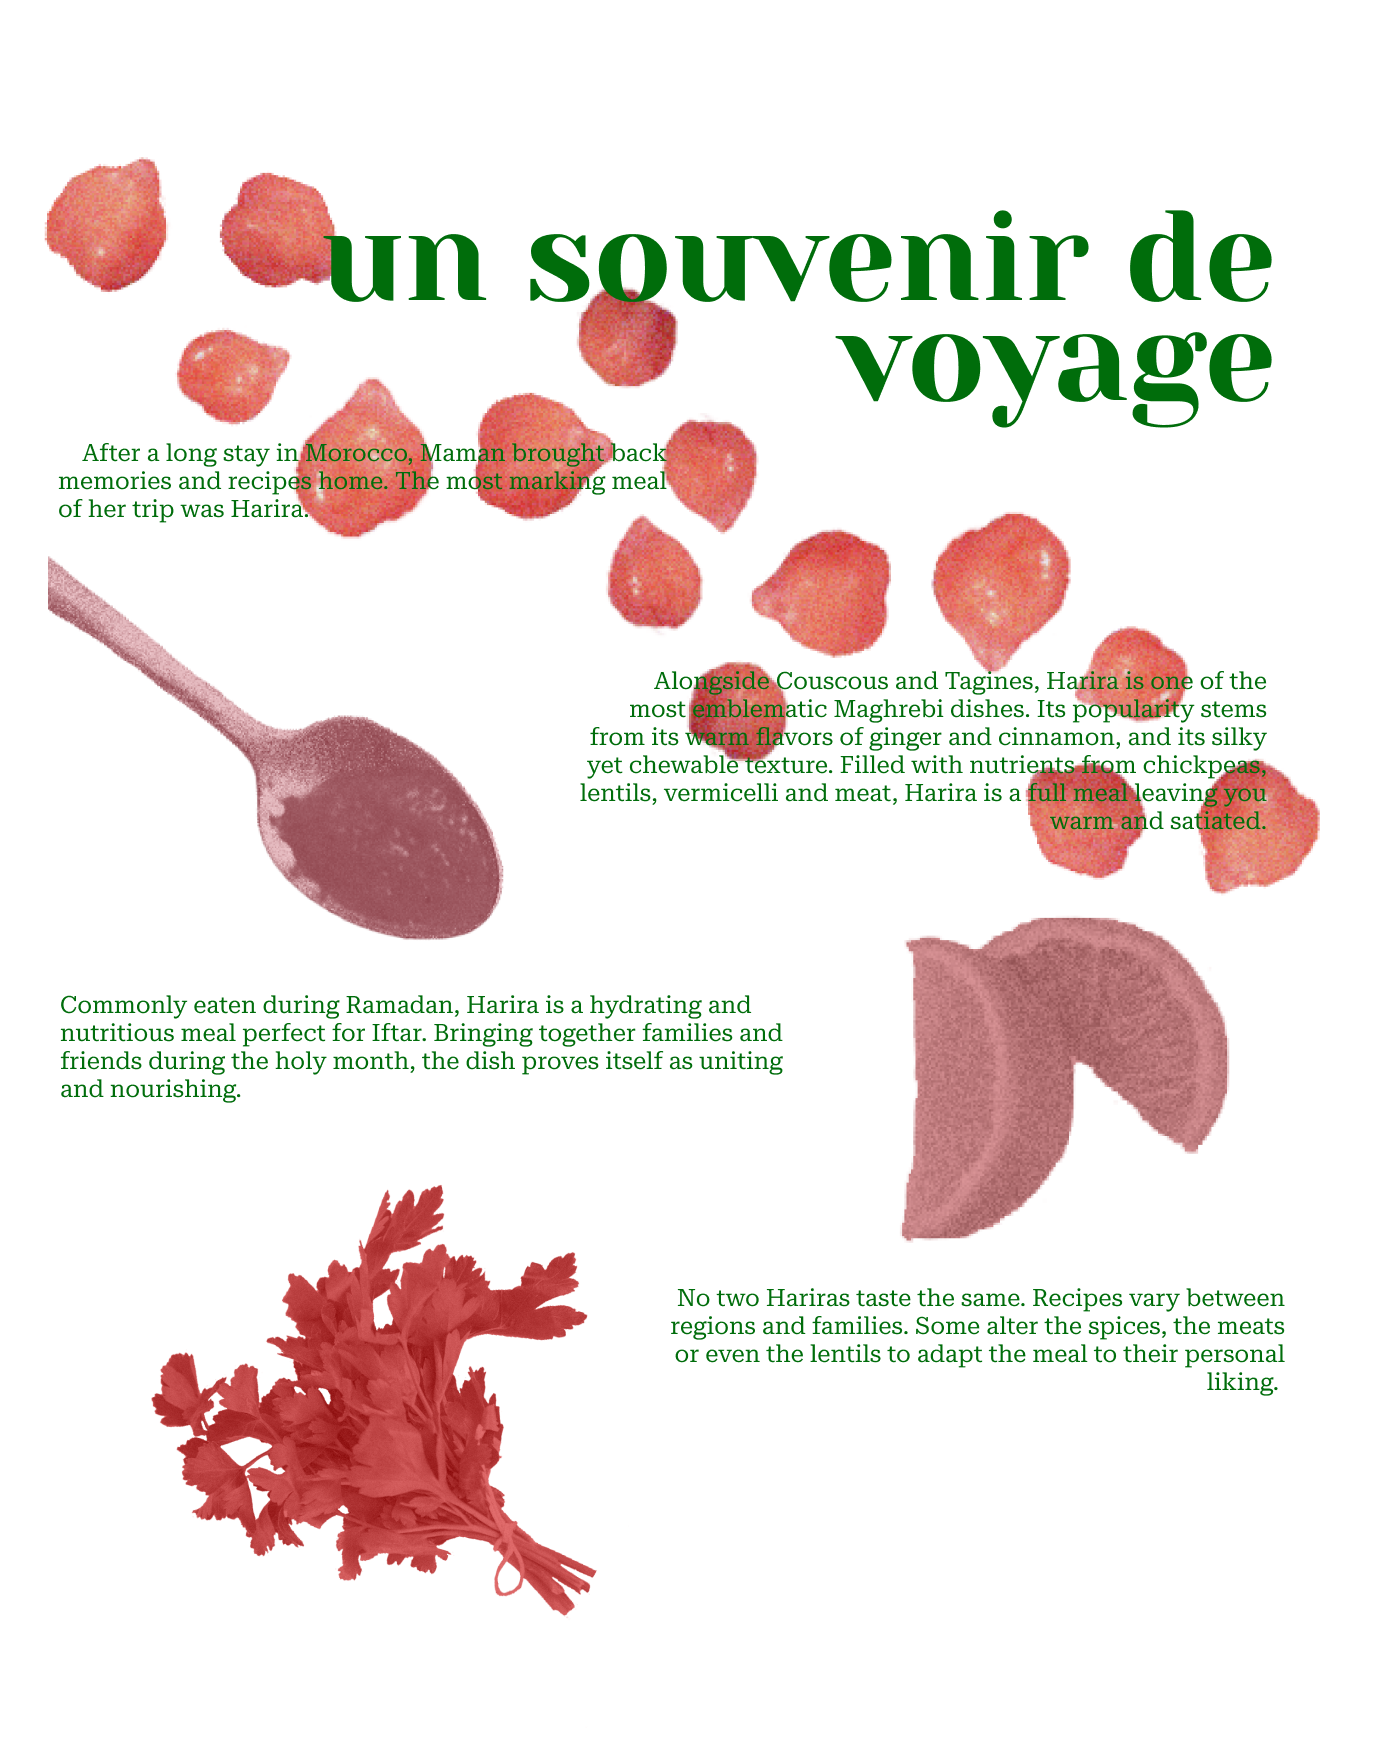 un souvenir de
voyage
After a long stay in Morocco, Maman brought back
memories and recipes home. The most marking meal
of her trip was Harira.
Alongside Couscous and Tagines, Harira is one of the
most emblematic Maghrebi dishes. Its popularity stems
from its warm flavors of ginger and cinnamon, and its silky
yet chewable texture. Filled with nutrients from chickpeas,
lentils, vermicelli and meat, Harira is a full meal leaving you
warm and satiated.
Commonly eaten during Ramadan, Harira is a hydrating and
nutritious meal perfect for Iftar. Bringing together families and
friends during the holy month, the dish proves itself as uniting
and nourishing.
No two Hariras taste the same. Recipes vary between
regions and families. Some alter the spices, the meats
or even the lentils to adapt the meal to their personal
liking.